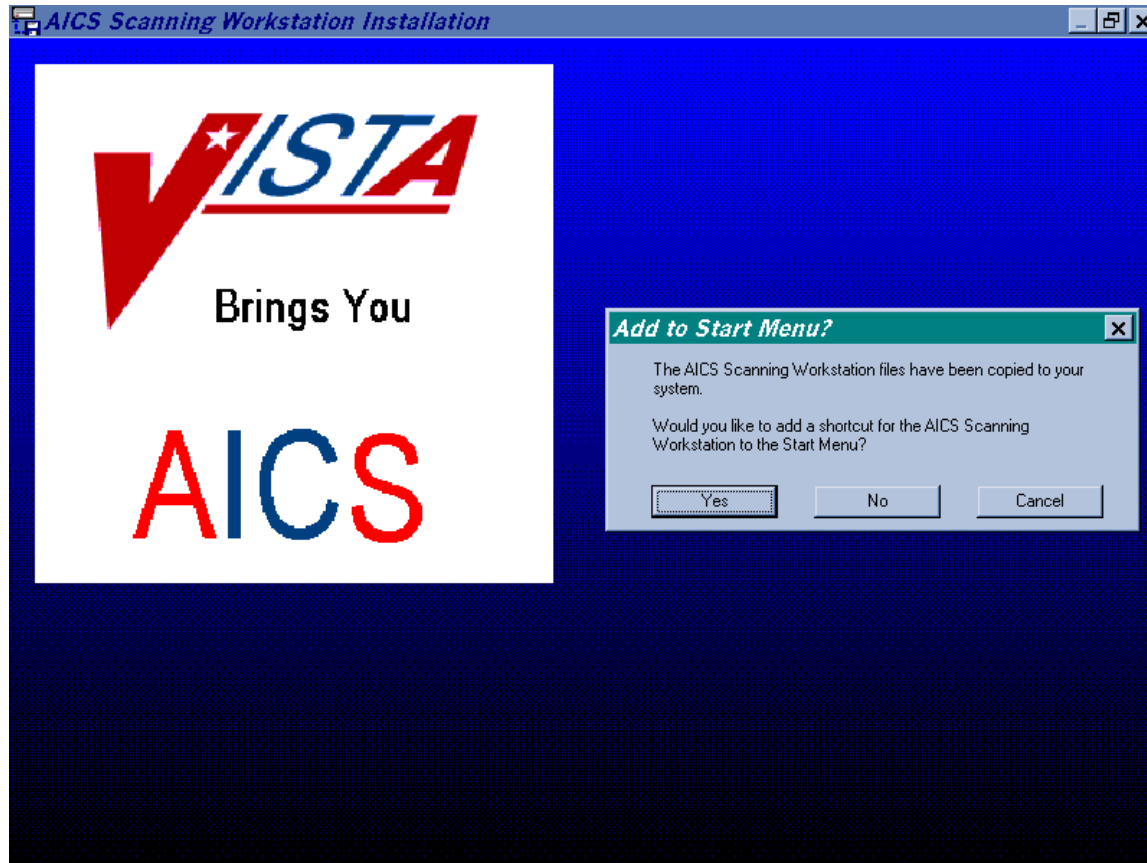 AICS Scanning Workstation Installation
VISTA
Brings You
AICS
Add to Start Menu?
The AICS Scanning Workstation files have been copied to your
system.
Would you like to add a shortcut for the AICS Scanning
Workstation to the Start Menu?
Yes No Cancel